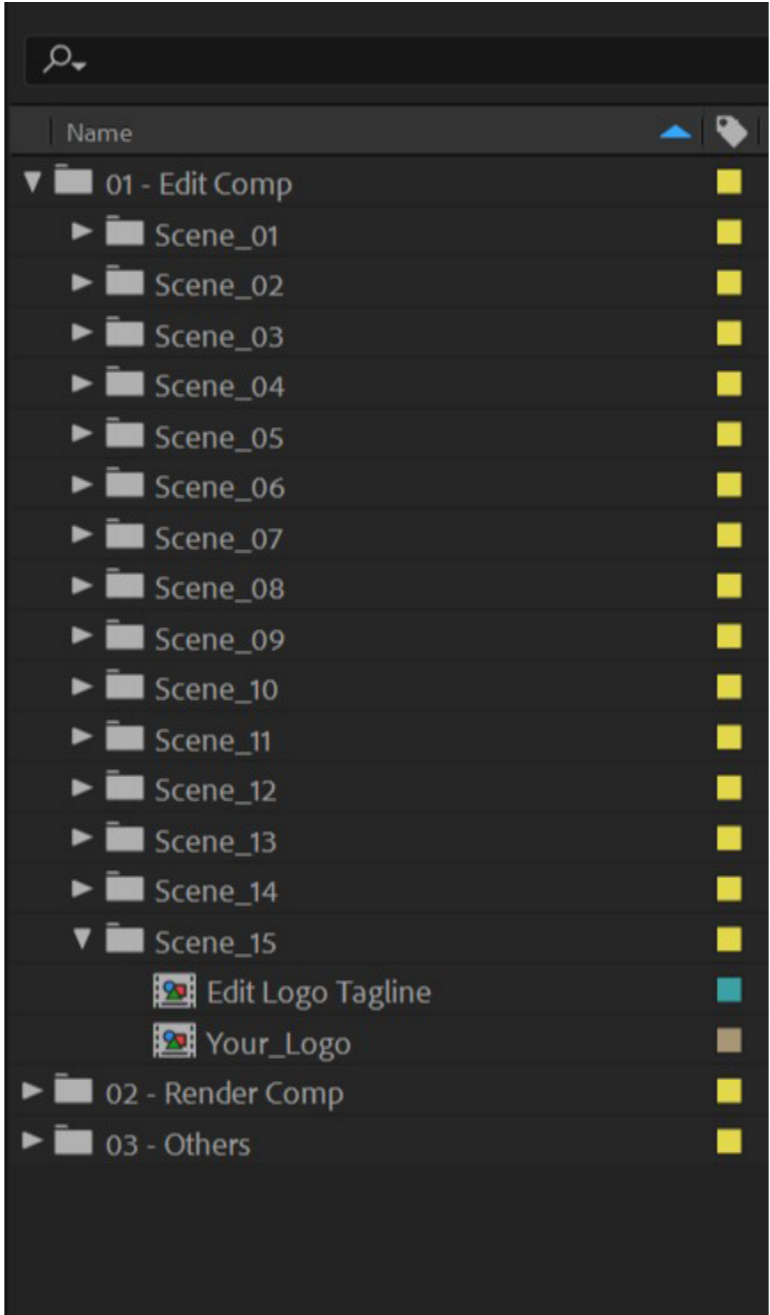 Name
01 - Edit Comp
Scene_01
Scene_02
Scene_03
Scene_04
Scene_05
Scene_06
Scene_07
Scene_08
Scene_09
Scene_10
Scene_11
Scene_12
Scene_13
Scene_14
Scene_15
Edit Logo Tagline
Your_Logo
02 - Render Comp
03 - Others